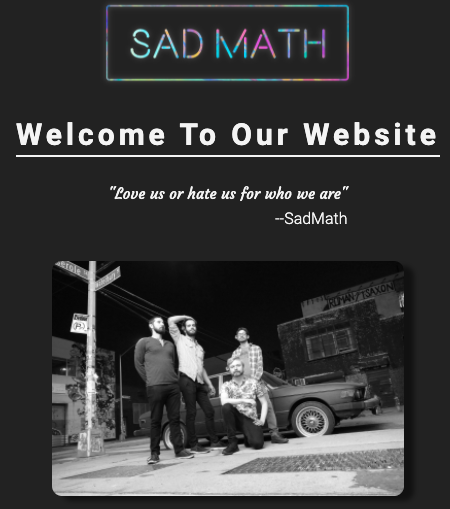 SAD MATH
Welcome To Our Website
"Love us or hate us for who we are"
--SadMath